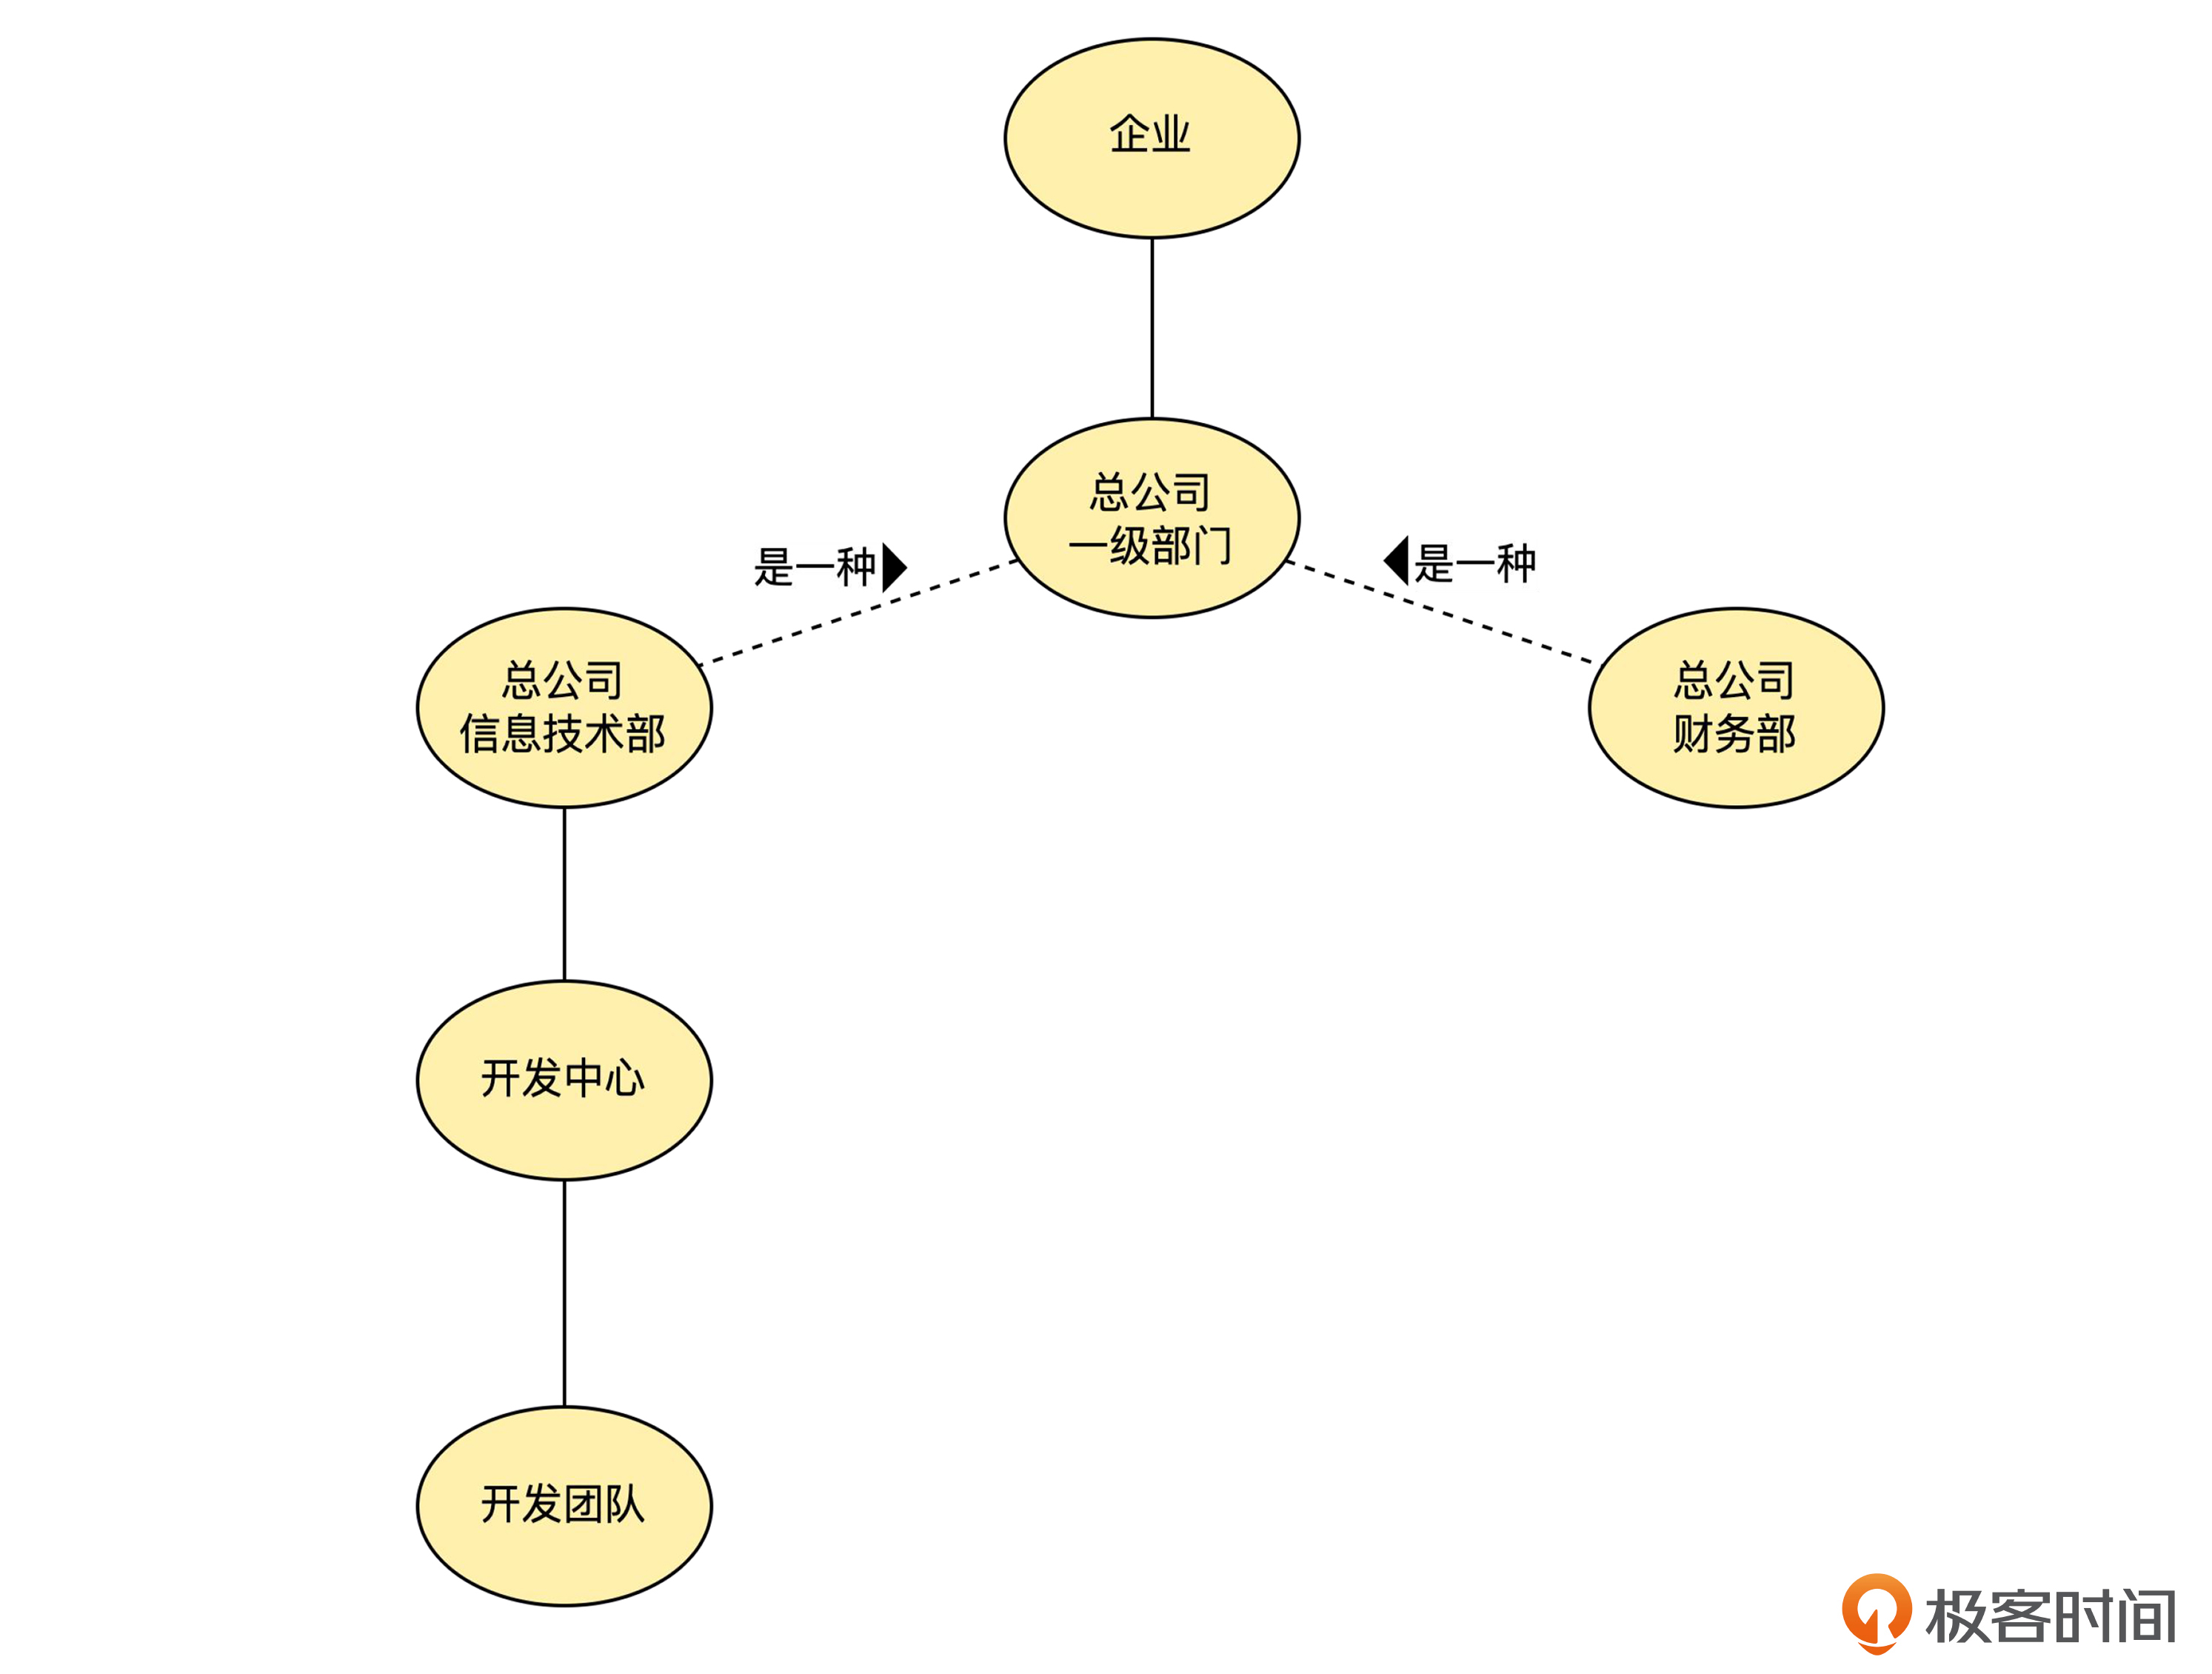 企业
总公司
一级部门
是一种
是一种
总公司
信息技术部
总公司
财务部
开发中心
开发团队
极客时间